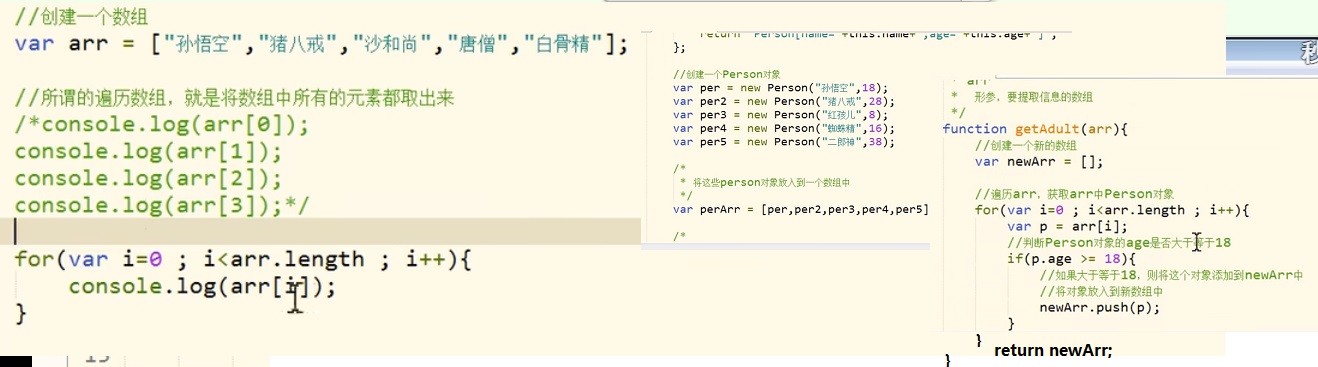 //创建一个数组
var arr = ["孙悟空","猪八戒","沙和尚","唐僧","白骨精"];
//所谓的遍历数组，就是将数组中所有的元素都取出来
/*console.log(arr[0]);
console.log(arr[1]);
console.log(arr[2]);
console.log(arr[3]);*/
for(var i=0 ; i<arr.length ; i++){
console.log(arr[i]);
}
15
return "Person[name="+this.name+",age="+this.age+"]";
};
//创建一个Person对象
var per = new Person("孙悟空",18);
var per2 = new Person("猪八戒",28);
var per3 = new Person("红孩儿",8);
var per4 = new Person("蜘蛛精",16);
var per5 = new Person("二郎神",38);
/*
* 将这些person对象放入到一个数组中
*/
var perArr = [per,per2,per3,per4,per5]
/*
* arr
* 形参，要提取信息的数组
*/
function getAdult(arr){
//创建一个新的数组
var newArr = [];
//遍历arr，获取arr中Person对象
for(var i=0 ; i<arr.length ; i++){
var p = arr[i];
//判断Person对象的age是否大于等于18
if(p.age >= 18){
//如果大于等于18，则将这个对象添加到newArr中
//将对象放入到新数组中
newArr.push(p);
}
}
return newArr;
}